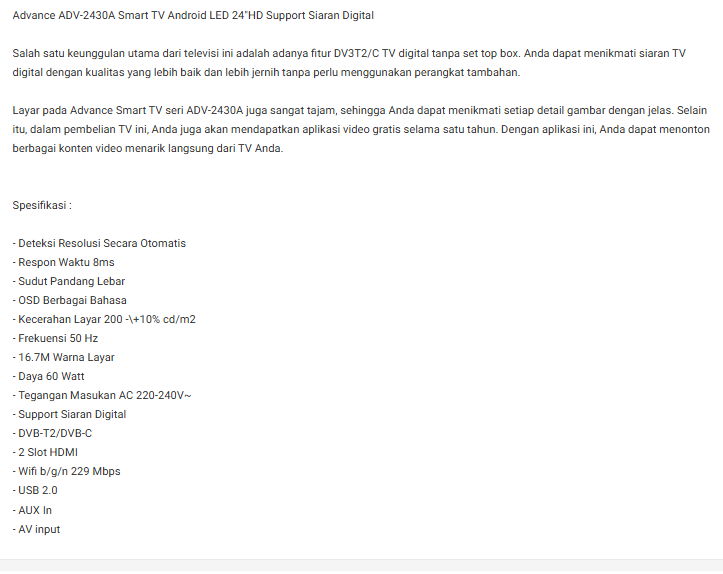 Advance ADV-2430A Smart TV Android LED 24"HD Support Siaran Digital
Salah satu keunggulan utama dari televisi ini adalah adanya fitur DV3T2/C TV digital tanpa set top box. Anda dapat menikmati siaran TV
digital dengan kualitas yang lebih baik dan lebih jernih tanpa perlu menggunakan perangkat tambahan.
Layar pada Advance Smart TV seri ADV-2430A juga sangat tajam, sehingga Anda dapat menikmati setiap detail gambar dengan jelas. Selain
itu, dalam pembelian TV ini, Anda juga akan mendapatkan aplikasi video gratis selama satu tahun. Dengan aplikasi ini, Anda dapat menonton
berbagai konten video menarik langsung dari TV Anda.
Spesifikasi :
- Deteksi Resolusi Secara Otomatis
- Respon Waktu 8ms
- Sudut Pandang Lebar
- OSD Berbagai Bahasa
- Kecerahan Layar 200 -\+10% cd/m2
- Frekuensi 50 Hz
- 16.7M Warna Layar
- Daya 60 Watt
- Tegangan Masukan AC 220-240V~
- Support Siaran Digital
- DVB-T2/DVB-C
- 2 Slot HDMI
- Wifi b/g/n 229 Mbps
- USB 2.0
- AUX In
- AV input